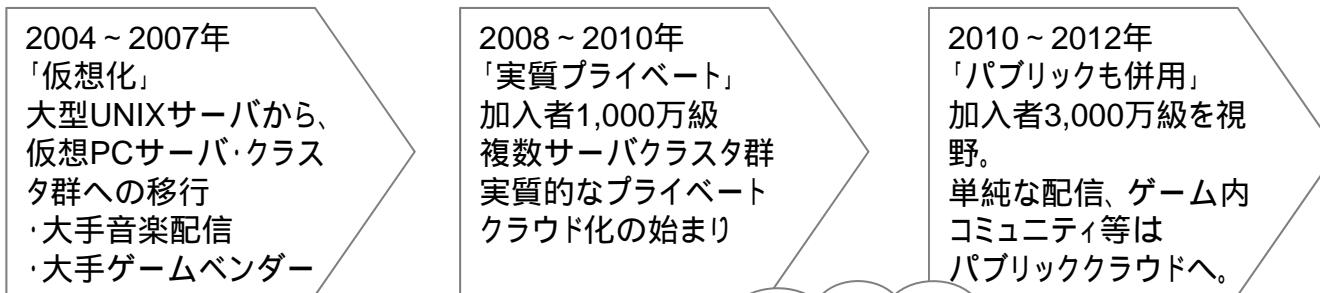 2004~2007年
「仮想化」
大型UNIXサーバから、
仮想PCサーバ・クラス
タ群への移行
・大手音楽配信
・大手ゲームベンダー
2008~2010年
「実質プライベート」
加入者1,000万級
複数サーバクラスタ群
実質的なプライベート
クラウド化の始まり
2010~2012年
「パブリックも併用」
加入者3,000万級を視
野。
単純な配信、ゲーム内
コミュニティ等は
パブリッククラウドへ。